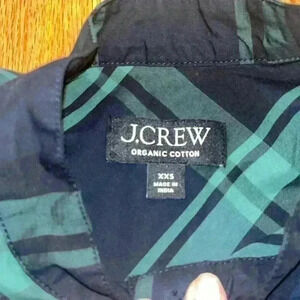 J.CREW
ORGANIC COTTON
XXS
MADE IN
INDIA